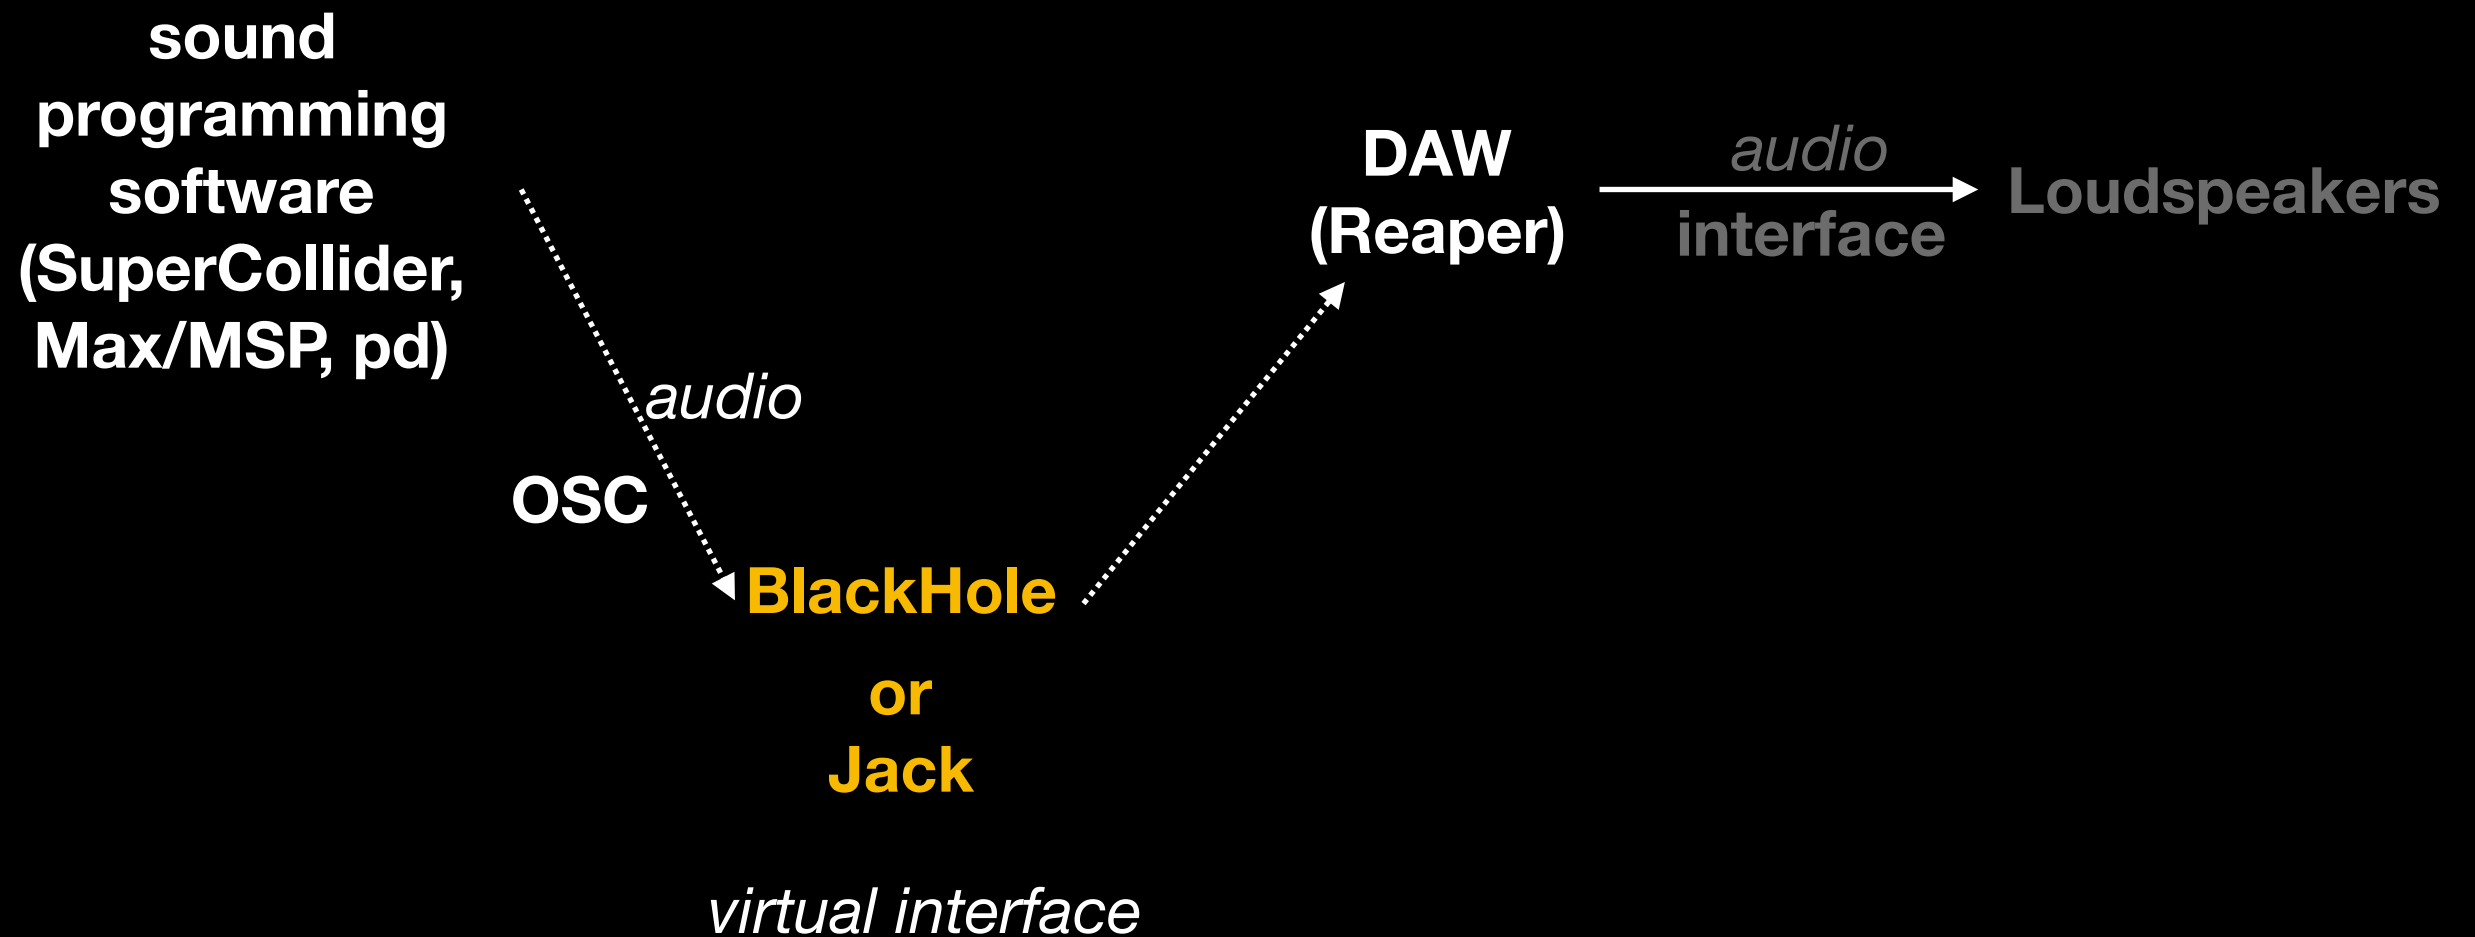 sound
programming
software
(SuperCollider,
Max/MSP, pd)
audio
OSC
BlackHole
or
Jack
virtual interface
DAW
(Reaper)
audio
interface
Loudspeakers